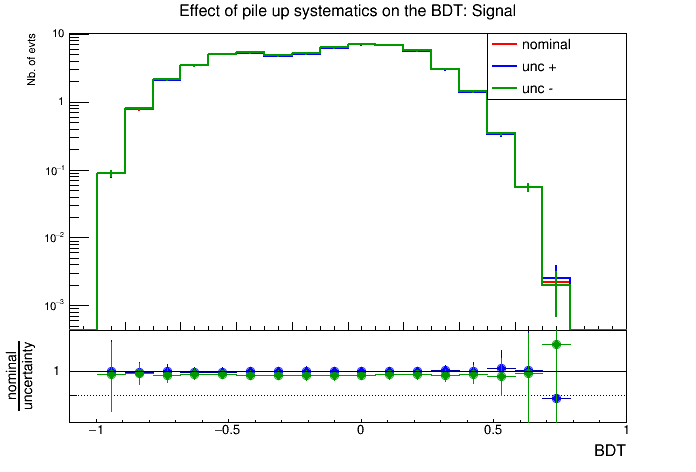 Effect of pile up systematics on the BDT: Signal
Nb. of evts
10
1
10⁻¹
10⁻²
10⁻³
nominal
unc +
unc -
nominal
uncertainty
1
−1
−0.5
0
0.5
1
BDT